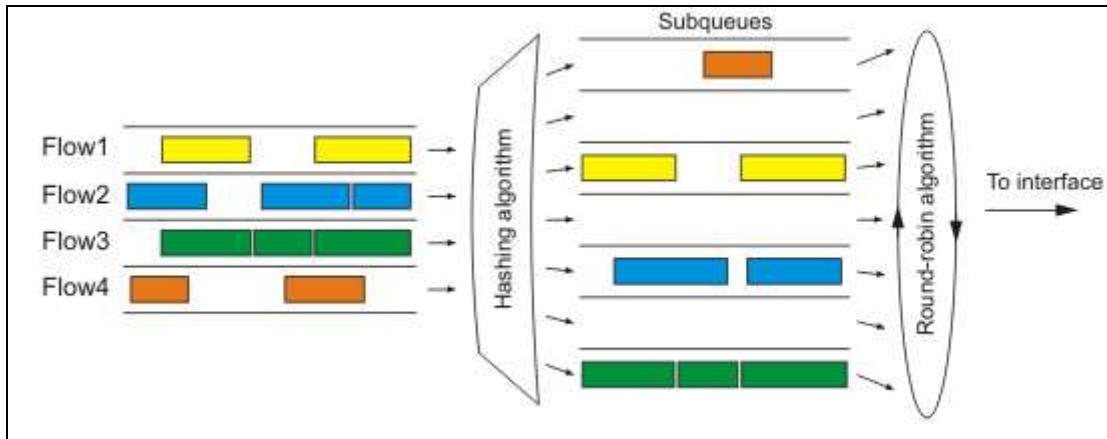 Subqueues
Flow1
Flow2
Flow3
Flow4
Hashing algorithm
Round-robin algorithm
To interface